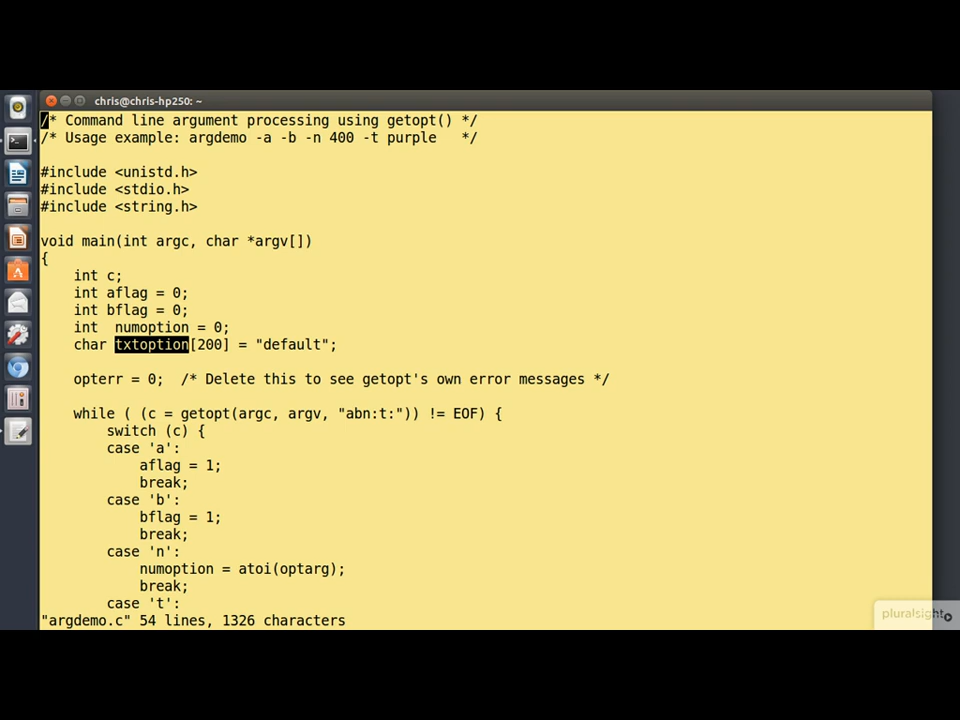 chris@chris-hp250: ~
/* Command line argument processing using getopt() */
/* Usage example: argdemo -a -b -n 400 -t purple   */
#include <unistd.h>
#include <stdio.h>
#include <string.h>
void main(int argc, char *argv[])
{
    int c;
    int aflag = 0;
    int bflag = 0;
    int  numoption = 0;
    char txtoption[200] = "default";
    opterr = 0;  /* Delete this to see getopt's own error messages */
    while ( (c = getopt(argc, argv, "abn:t:")) != EOF) {
        switch (c) {
        case 'a':
            aflag = 1;
            break;
        case 'b':
            bflag = 1;
            break;
        case 'n':
            numoption = atoi(optarg);
            break;
        case 't':
"argdemo.c" 54 lines, 1326 characters
pluralsight